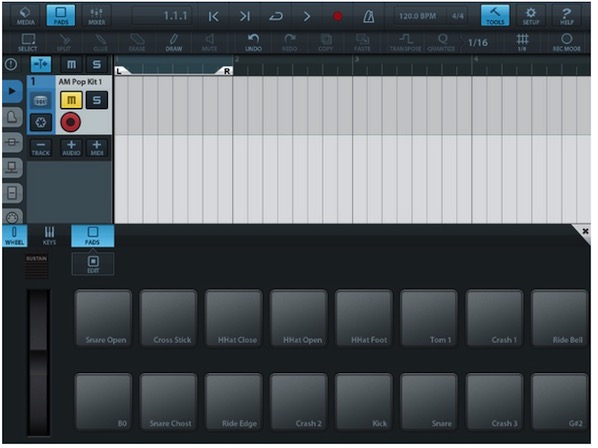 1.1.1 120.0 BPM 4/4
MEDIA PADS MIXER TOOLS SETUP ? HELP
SELECT SPLIT GLUE ERASE DRAW MUTE UNDO REDO COPY PASTE TRANSPOSE QUANTIZE 1/16 1/4 REC MODE
M S
L R 2 3 4
1 AM Pop Kit 1
M S
TRACK AUDIO MIDI
WHEEL KEYS PADS
SUSTAIN EDIT
Snare Open Cross Stick HHat Close HHat Open HHat Foot Tom 1 Crash 1 Ride Bell
B0 Snare Chost Ride Edge Crash 2 Kick Snare Crash 3 G#2